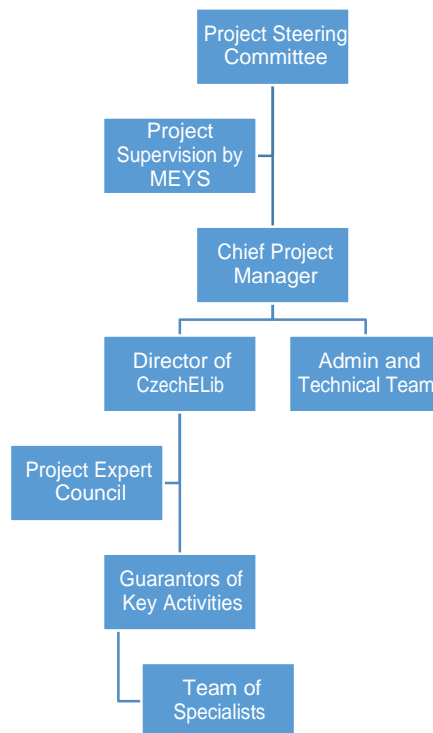 Project Steering
Committee
Project
Supervision by
MEYS
Chief Project
Manager
Director of
CzechELib
Admin and
Technical Team
Project Expert
Council
Guarantors of
Key Activities
Team of
Specialists